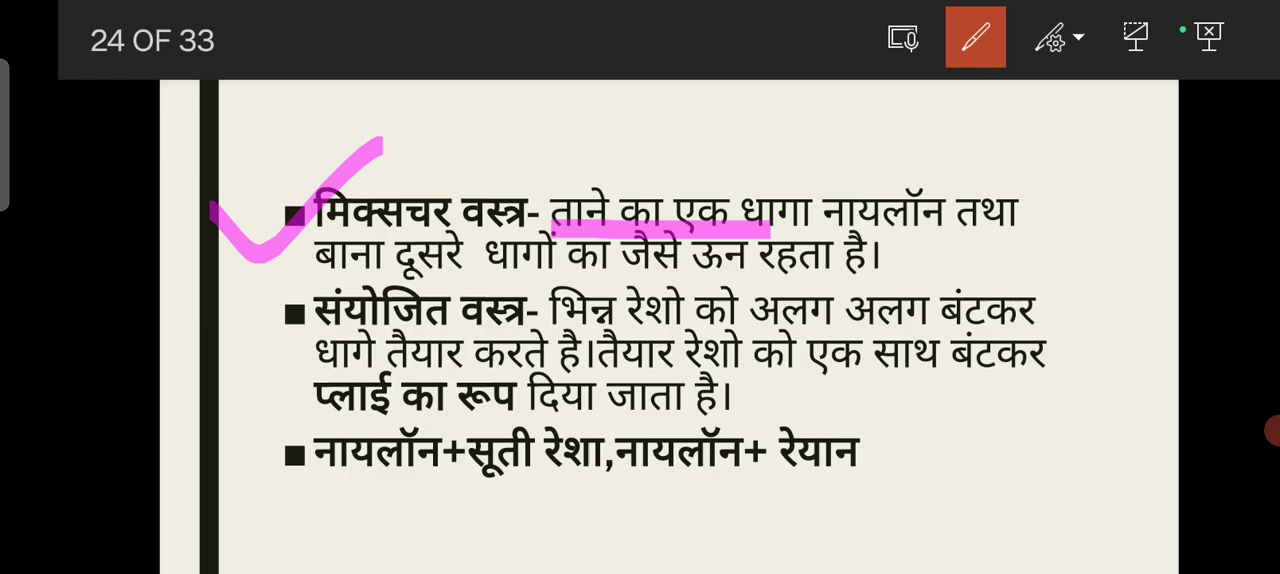 24 OF 33
मिक्सचर वस्त्र- ताने का एक धागा नायलॉन तथा
बाना दूसरे धागों का जैसे ऊन रहता है।
संयोजित वस्त्र- भिन्न रेशो को अलग अलग बंटकर
धागे तैयार करते है।तैयार रेशो को एक साथ बंटकर
प्लाई का रूप दिया जाता है।
नायलॉन+सूती रेशा,नायलॉन+ रेयान